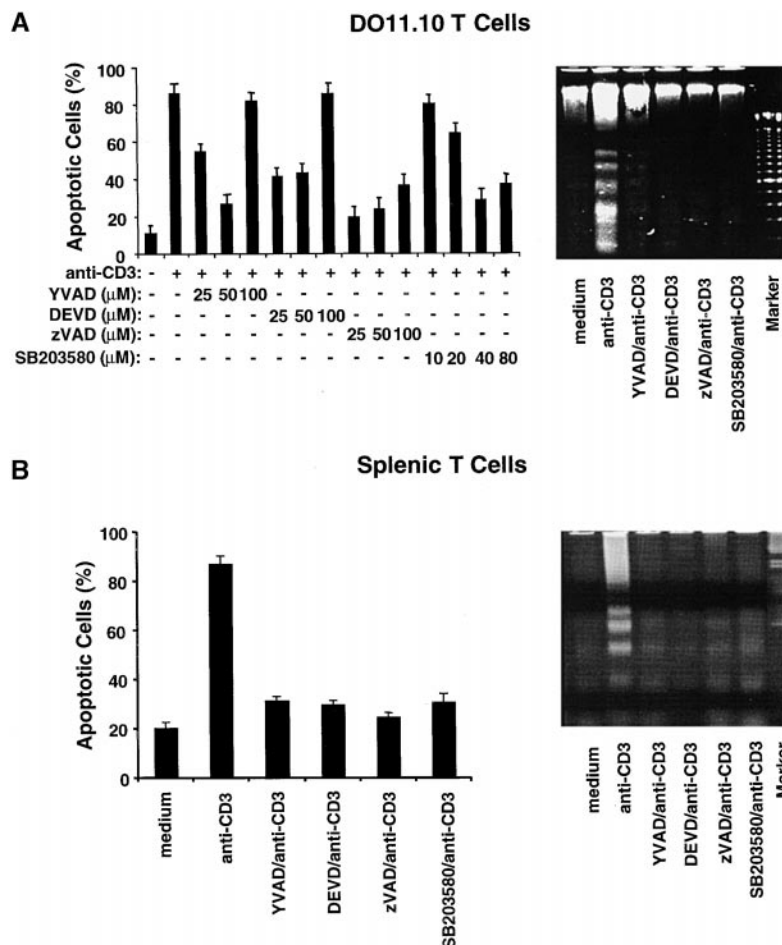 A
DO11.10 T Cells
Apoptotic Cells (%)
100
80
60
40
20
0
anti-CD3: - + + + + + + + + + + + + + + +
YVAD (μM): - - 25 50 100 - - - - - - - - - -
DEVD (μM): - - - - - 25 50 100 - - - - - - -
zVAD (μM): - - - - - - - - 25 50 100 - - - -
SB203580 (μM): - - - - - - - - - - - 10 20 40 80
medium
anti-CD3
YVAD/anti-CD3
DEVD/anti-CD3
zVAD/anti-CD3
SB203580/anti-CD3
Marker
B
Splenic T Cells
Apoptotic Cells (%)
100
80
60
40
20
0
medium
anti-CD3
YVAD/anti-CD3
DEVD/anti-CD3
zVAD/anti-CD3
SB203580/anti-CD3
medium
anti-CD3
YVAD/anti-CD3
DEVD/anti-CD3
zVAD/anti-CD3
SB203580/anti-CD3
Marker